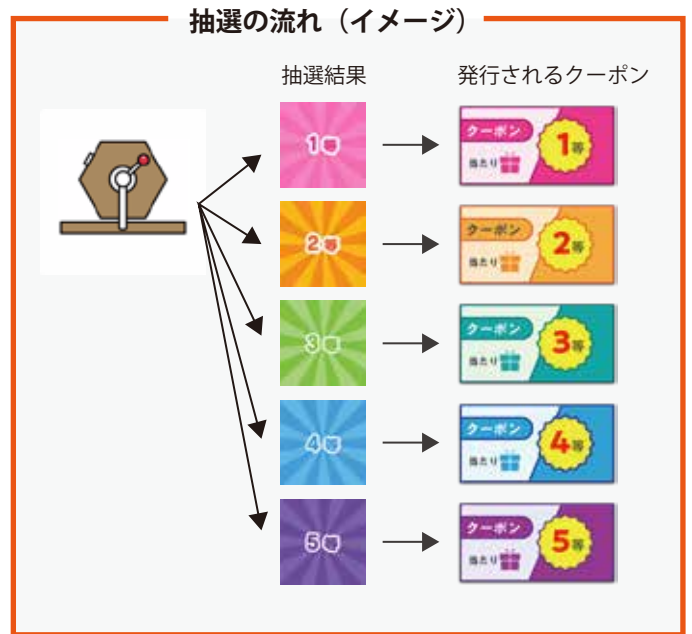 抽選の流れ（イメージ）
抽選結果
発行されるクーポン
1等
クーポン
当たり
1等
2等
クーポン
当たり
2等
3等
クーポン
当たり
3等
4等
クーポン
当たり
4等
5等
クーポン
当たり
5等